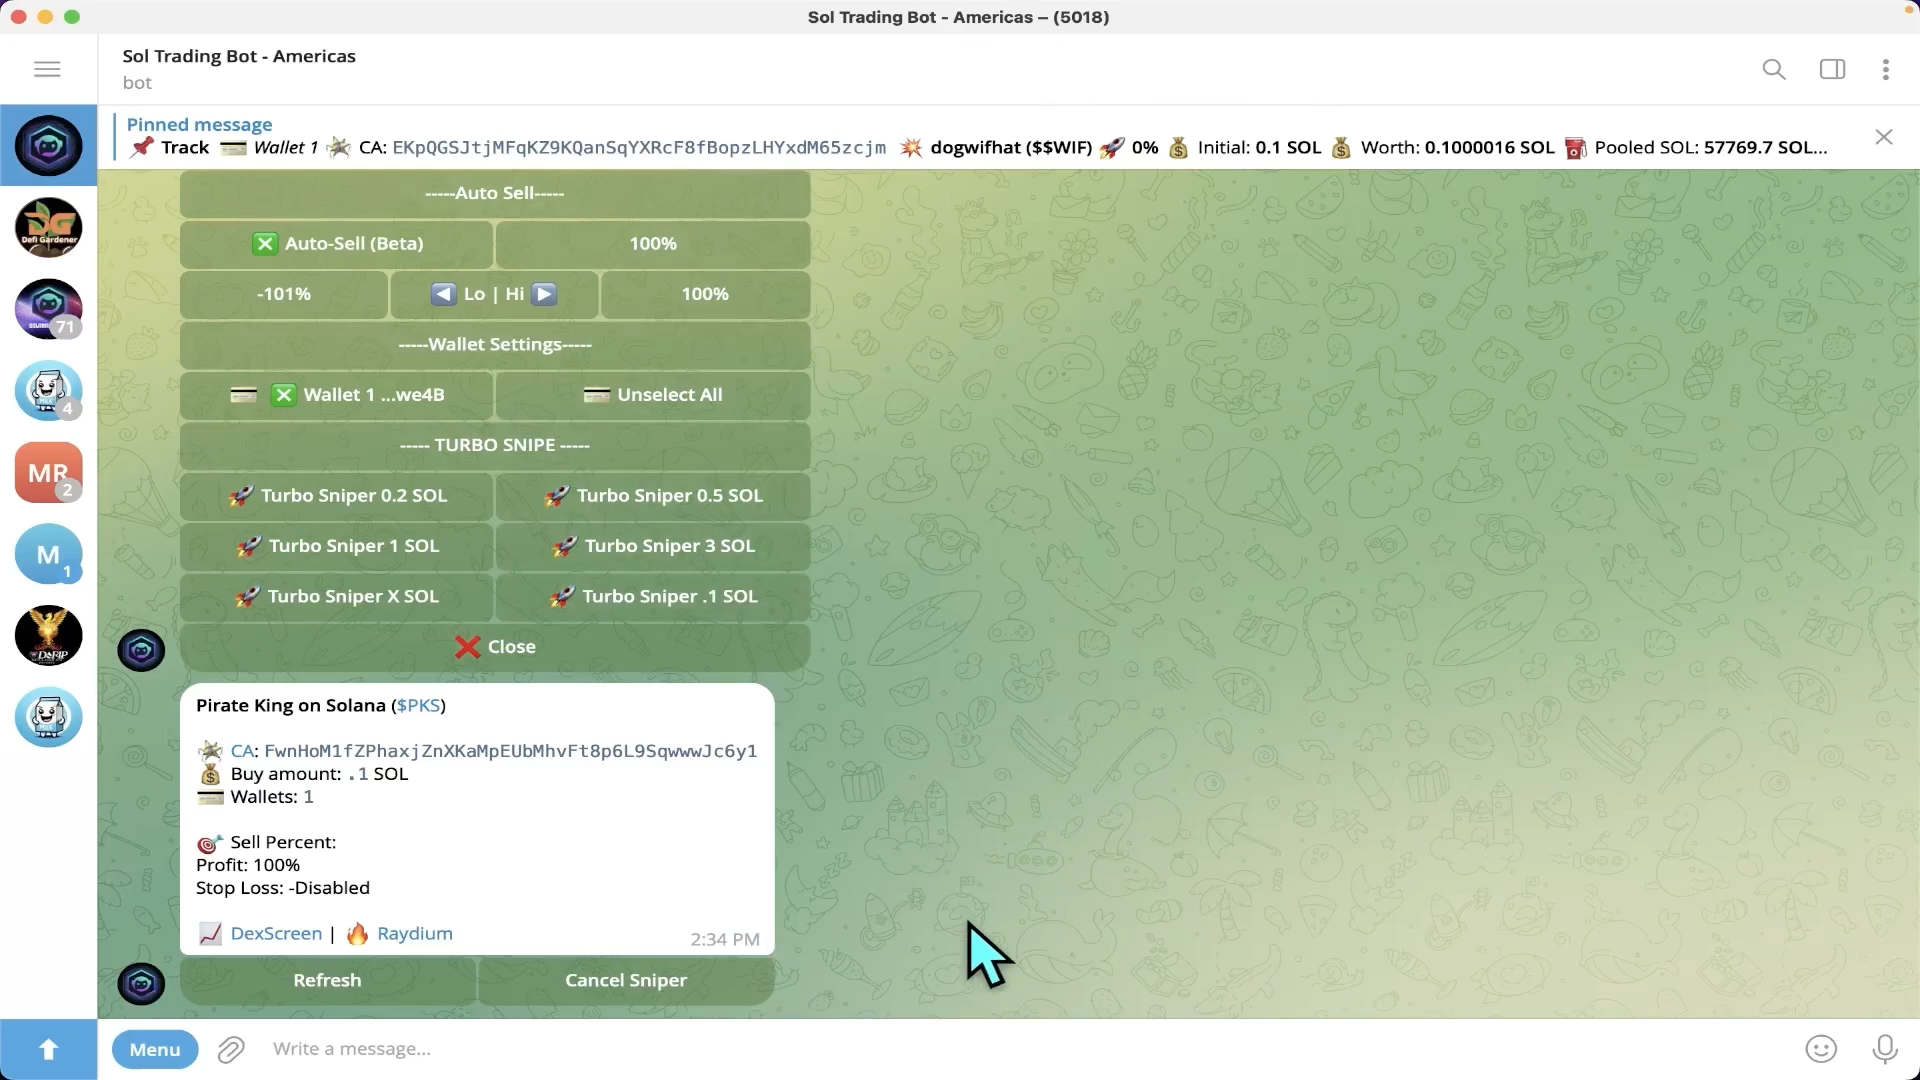 Sol Trading Bot - Americas – (5018)
Sol Trading Bot - Americas
bot
Pinned message
📌 Track 💳 Wallet 1 CA: EKpQGSJtjMFqKZ9KQanSqYXRcF8fBopzLHYxdM65zcjm 💥 dogwifhat ($$WIF) 🚀 0% 💰 Initial: 0.1 SOL 💰 Worth: 0.1000016 SOL ⛽ Pooled SOL: 57769.7 SOL...
-----Auto Sell-----
❎ Auto-Sell (Beta) 100%
-101% ◀ Lo | Hi ▶ 100%
-----Wallet Settings-----
💳 ❎ Wallet 1 ...we4B 💳 Unselect All
----- TURBO SNIPE -----
🚀 Turbo Sniper 0.2 SOL 🚀 Turbo Sniper 0.5 SOL
🚀 Turbo Sniper 1 SOL 🚀 Turbo Sniper 3 SOL
🚀 Turbo Sniper X SOL 🚀 Turbo Sniper .1 SOL
❌ Close
Pirate King on Solana ($PKS)
CA: FwnHoM1fZPhaxjZnXKaMpEUbMhvFt8p6L9SqwwwJc6y1
💰 Buy amount: .1 SOL
💳 Wallets: 1
🎯 Sell Percent:
Profit: 100%
Stop Loss: -Disabled
📈 DexScreen | 🔥 Raydium
2:34 PM
Refresh Cancel Sniper
Menu Write a message...
DG
Defi Gardener
71
4
MR
2
M
1